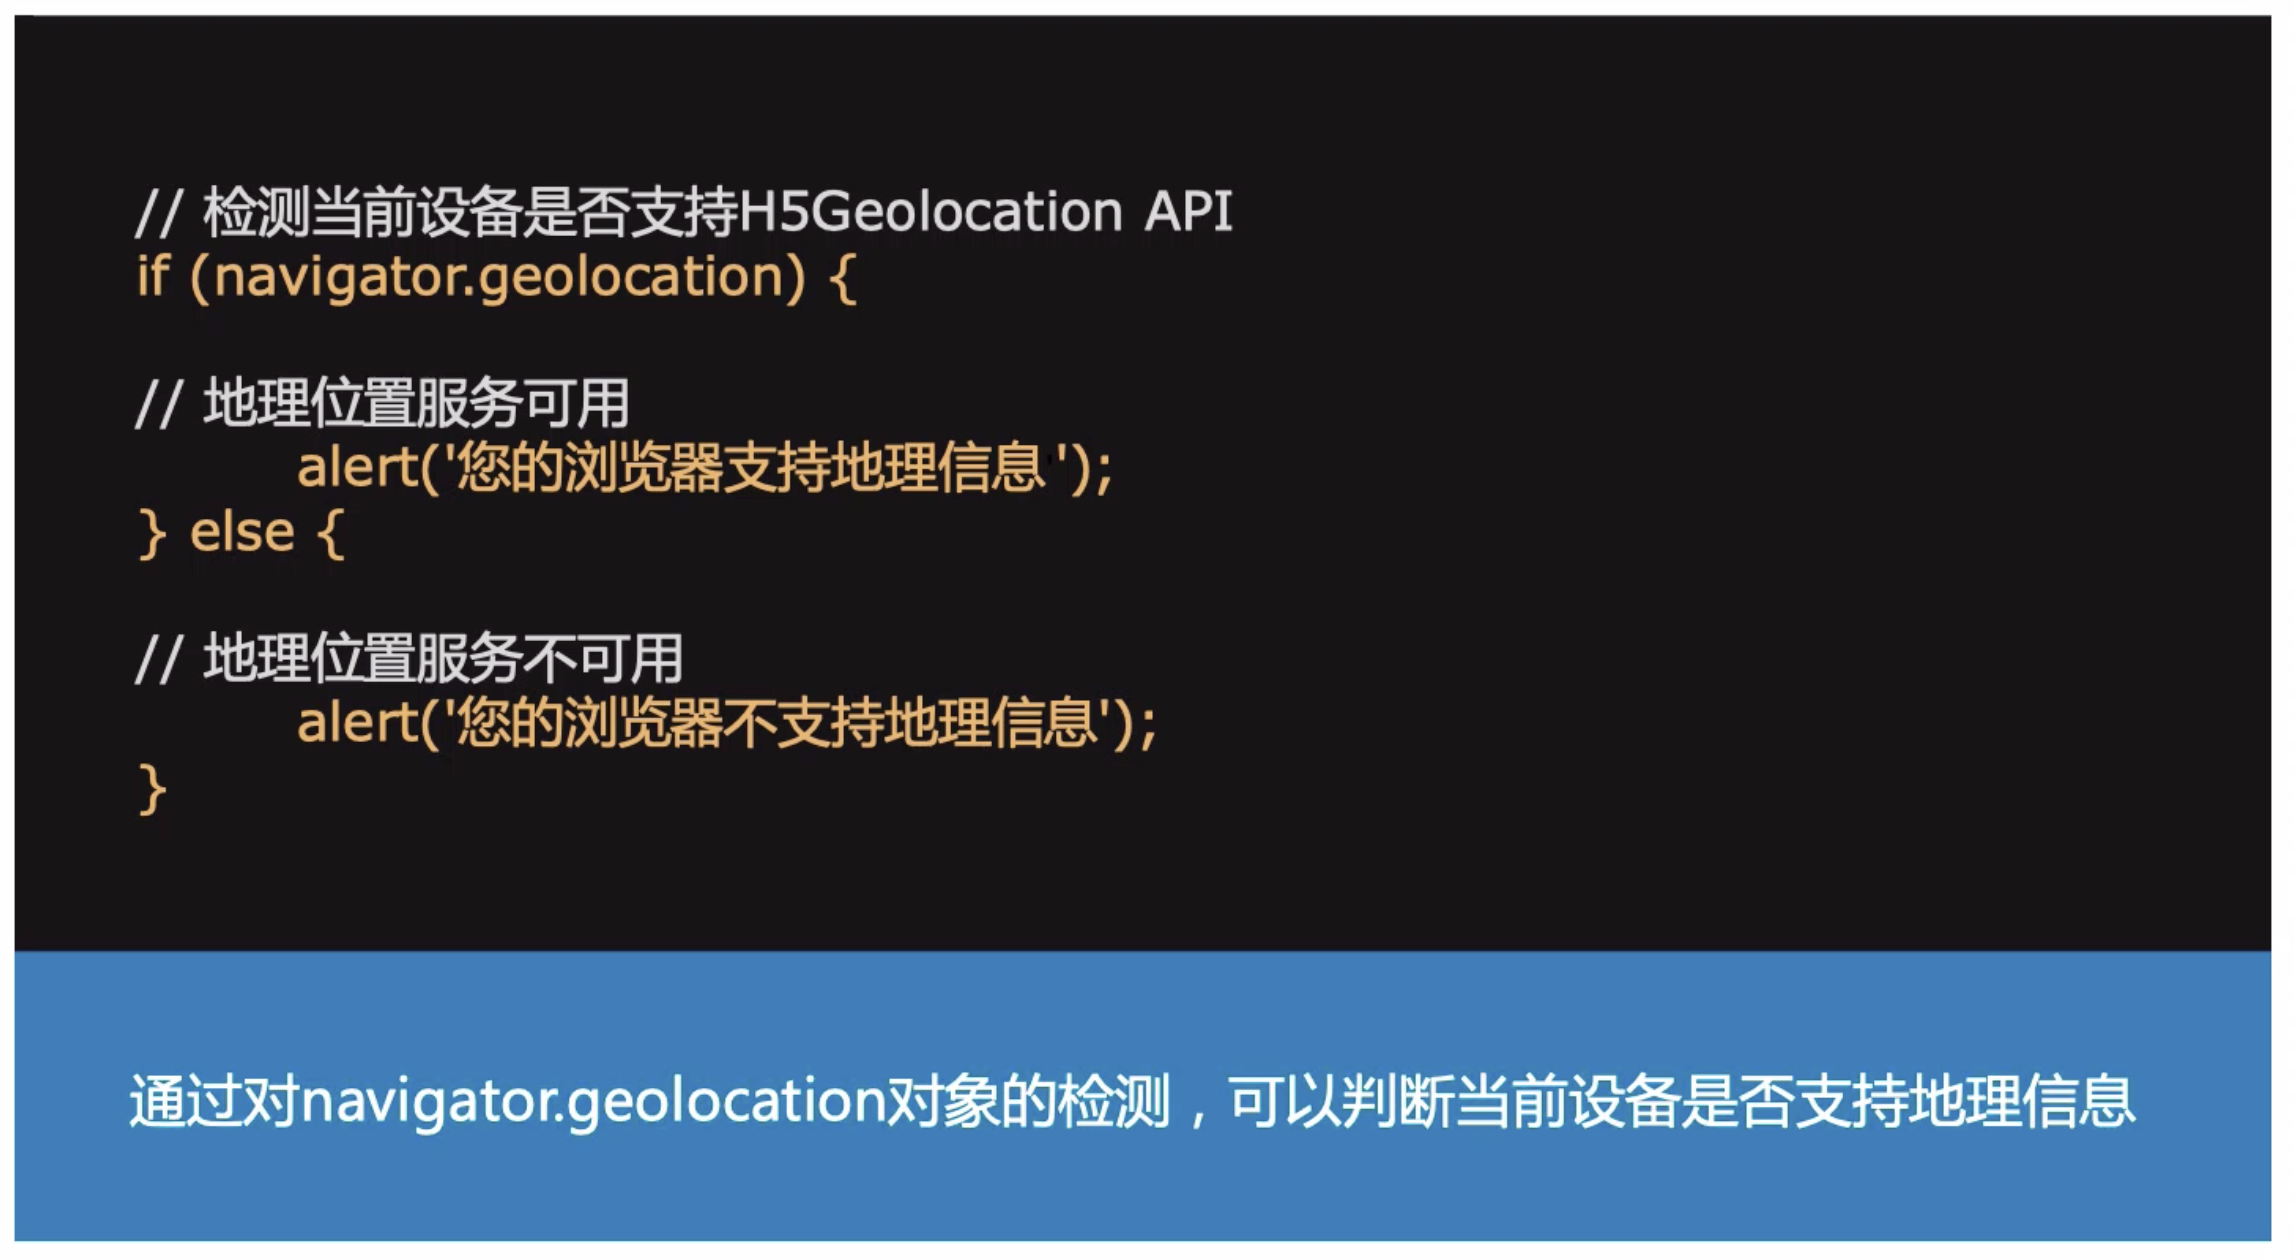 // 检测当前设备是否支持H5Geolocation API
if (navigator.geolocation) {
// 地理位置服务可用
alert('您的浏览器支持地理信息');
} else {
// 地理位置服务不可用
alert('您的浏览器不支持地理信息');
}
通过对navigator.geolocation对象的检测，可以判断当前设备是否支持地理信息